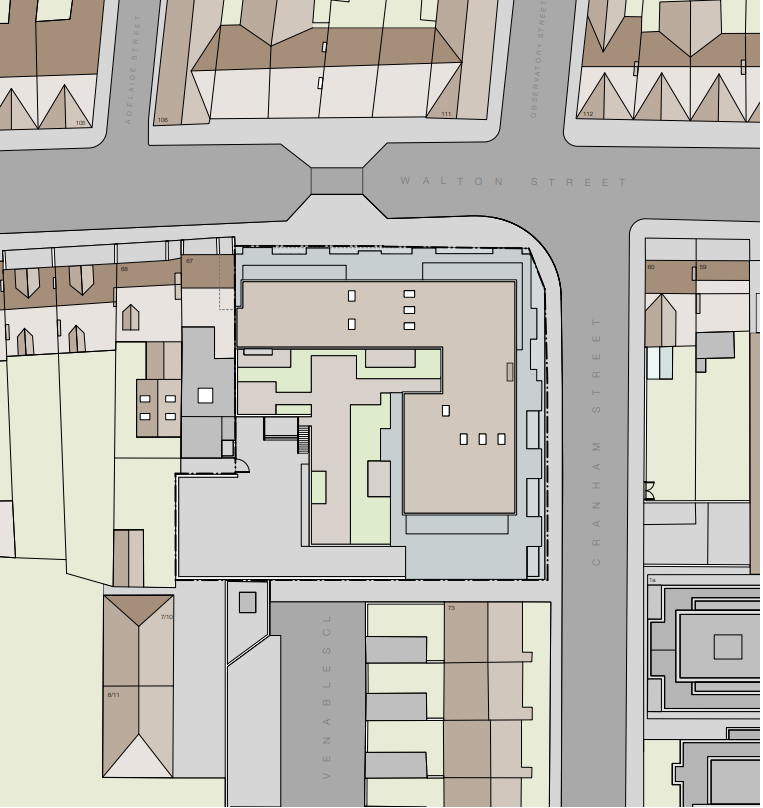 ADELAIDE STREET
OBSERVATORY STREET
105
106
111
112
WALTON STREET
68
67
60
59
CRANHAM STREET
1a
7/10
73
8/11
VENABLES CL